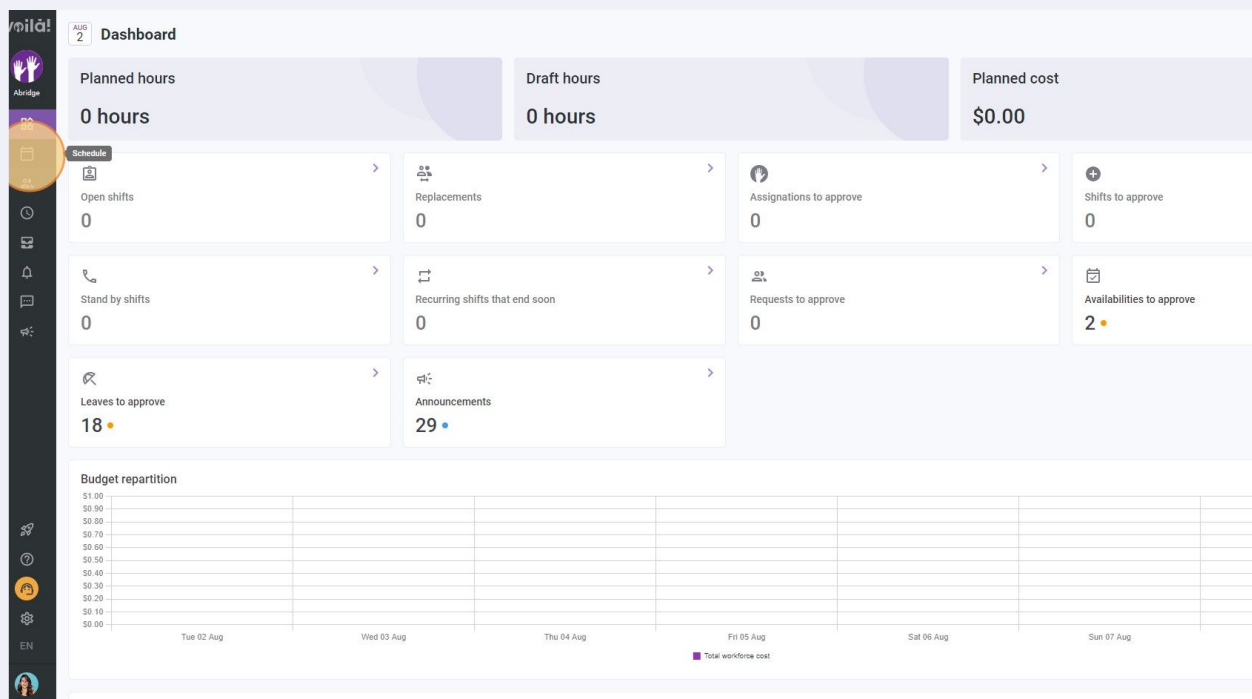 voilà!
AUG
2
Dashboard
Abridge
Planned hours
0 hours
Draft hours
0 hours
Planned cost
$0.00
Schedule
Open shifts
0
Replacements
0
Assignations to approve
0
Shifts to approve
0
Stand by shifts
0
Recurring shifts that end soon
0
Requests to approve
0
Availabilities to approve
2
Leaves to approve
18
Announcements
29
Budget repartition
$1.00
$0.90
$0.80
$0.70
$0.60
$0.50
$0.40
$0.30
$0.20
$0.10
$0.00
Tue 02 Aug
Wed 03 Aug
Thu 04 Aug
Fri 05 Aug
Sat 06 Aug
Sun 07 Aug
Total workforce cost
EN